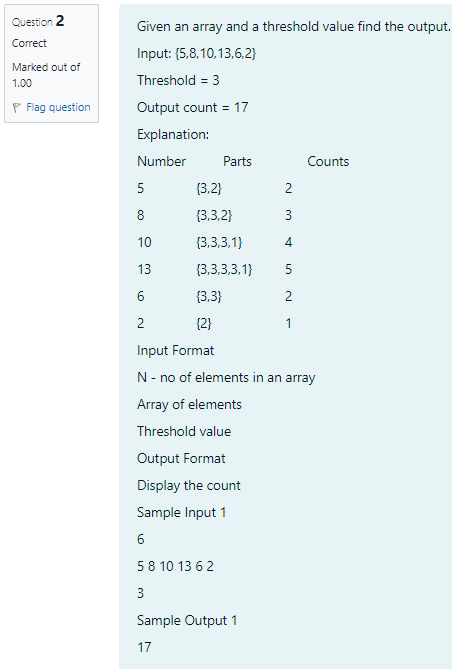 Question 2
Correct
Marked out of
1.00
Flag question
Given an array and a threshold value find the output.
Input: {5,8,10,13,6,2}
Threshold = 3
Output count = 17
Explanation:
Number Parts Counts
5 {3,2} 2
8 {3,3,2} 3
10 {3,3,3,1} 4
13 {3,3,3,3,1} 5
6 {3,3} 2
2 {2} 1
Input Format
N - no of elements in an array
Array of elements
Threshold value
Output Format
Display the count
Sample Input 1
6
5 8 10 13 6 2
3
Sample Output 1
17